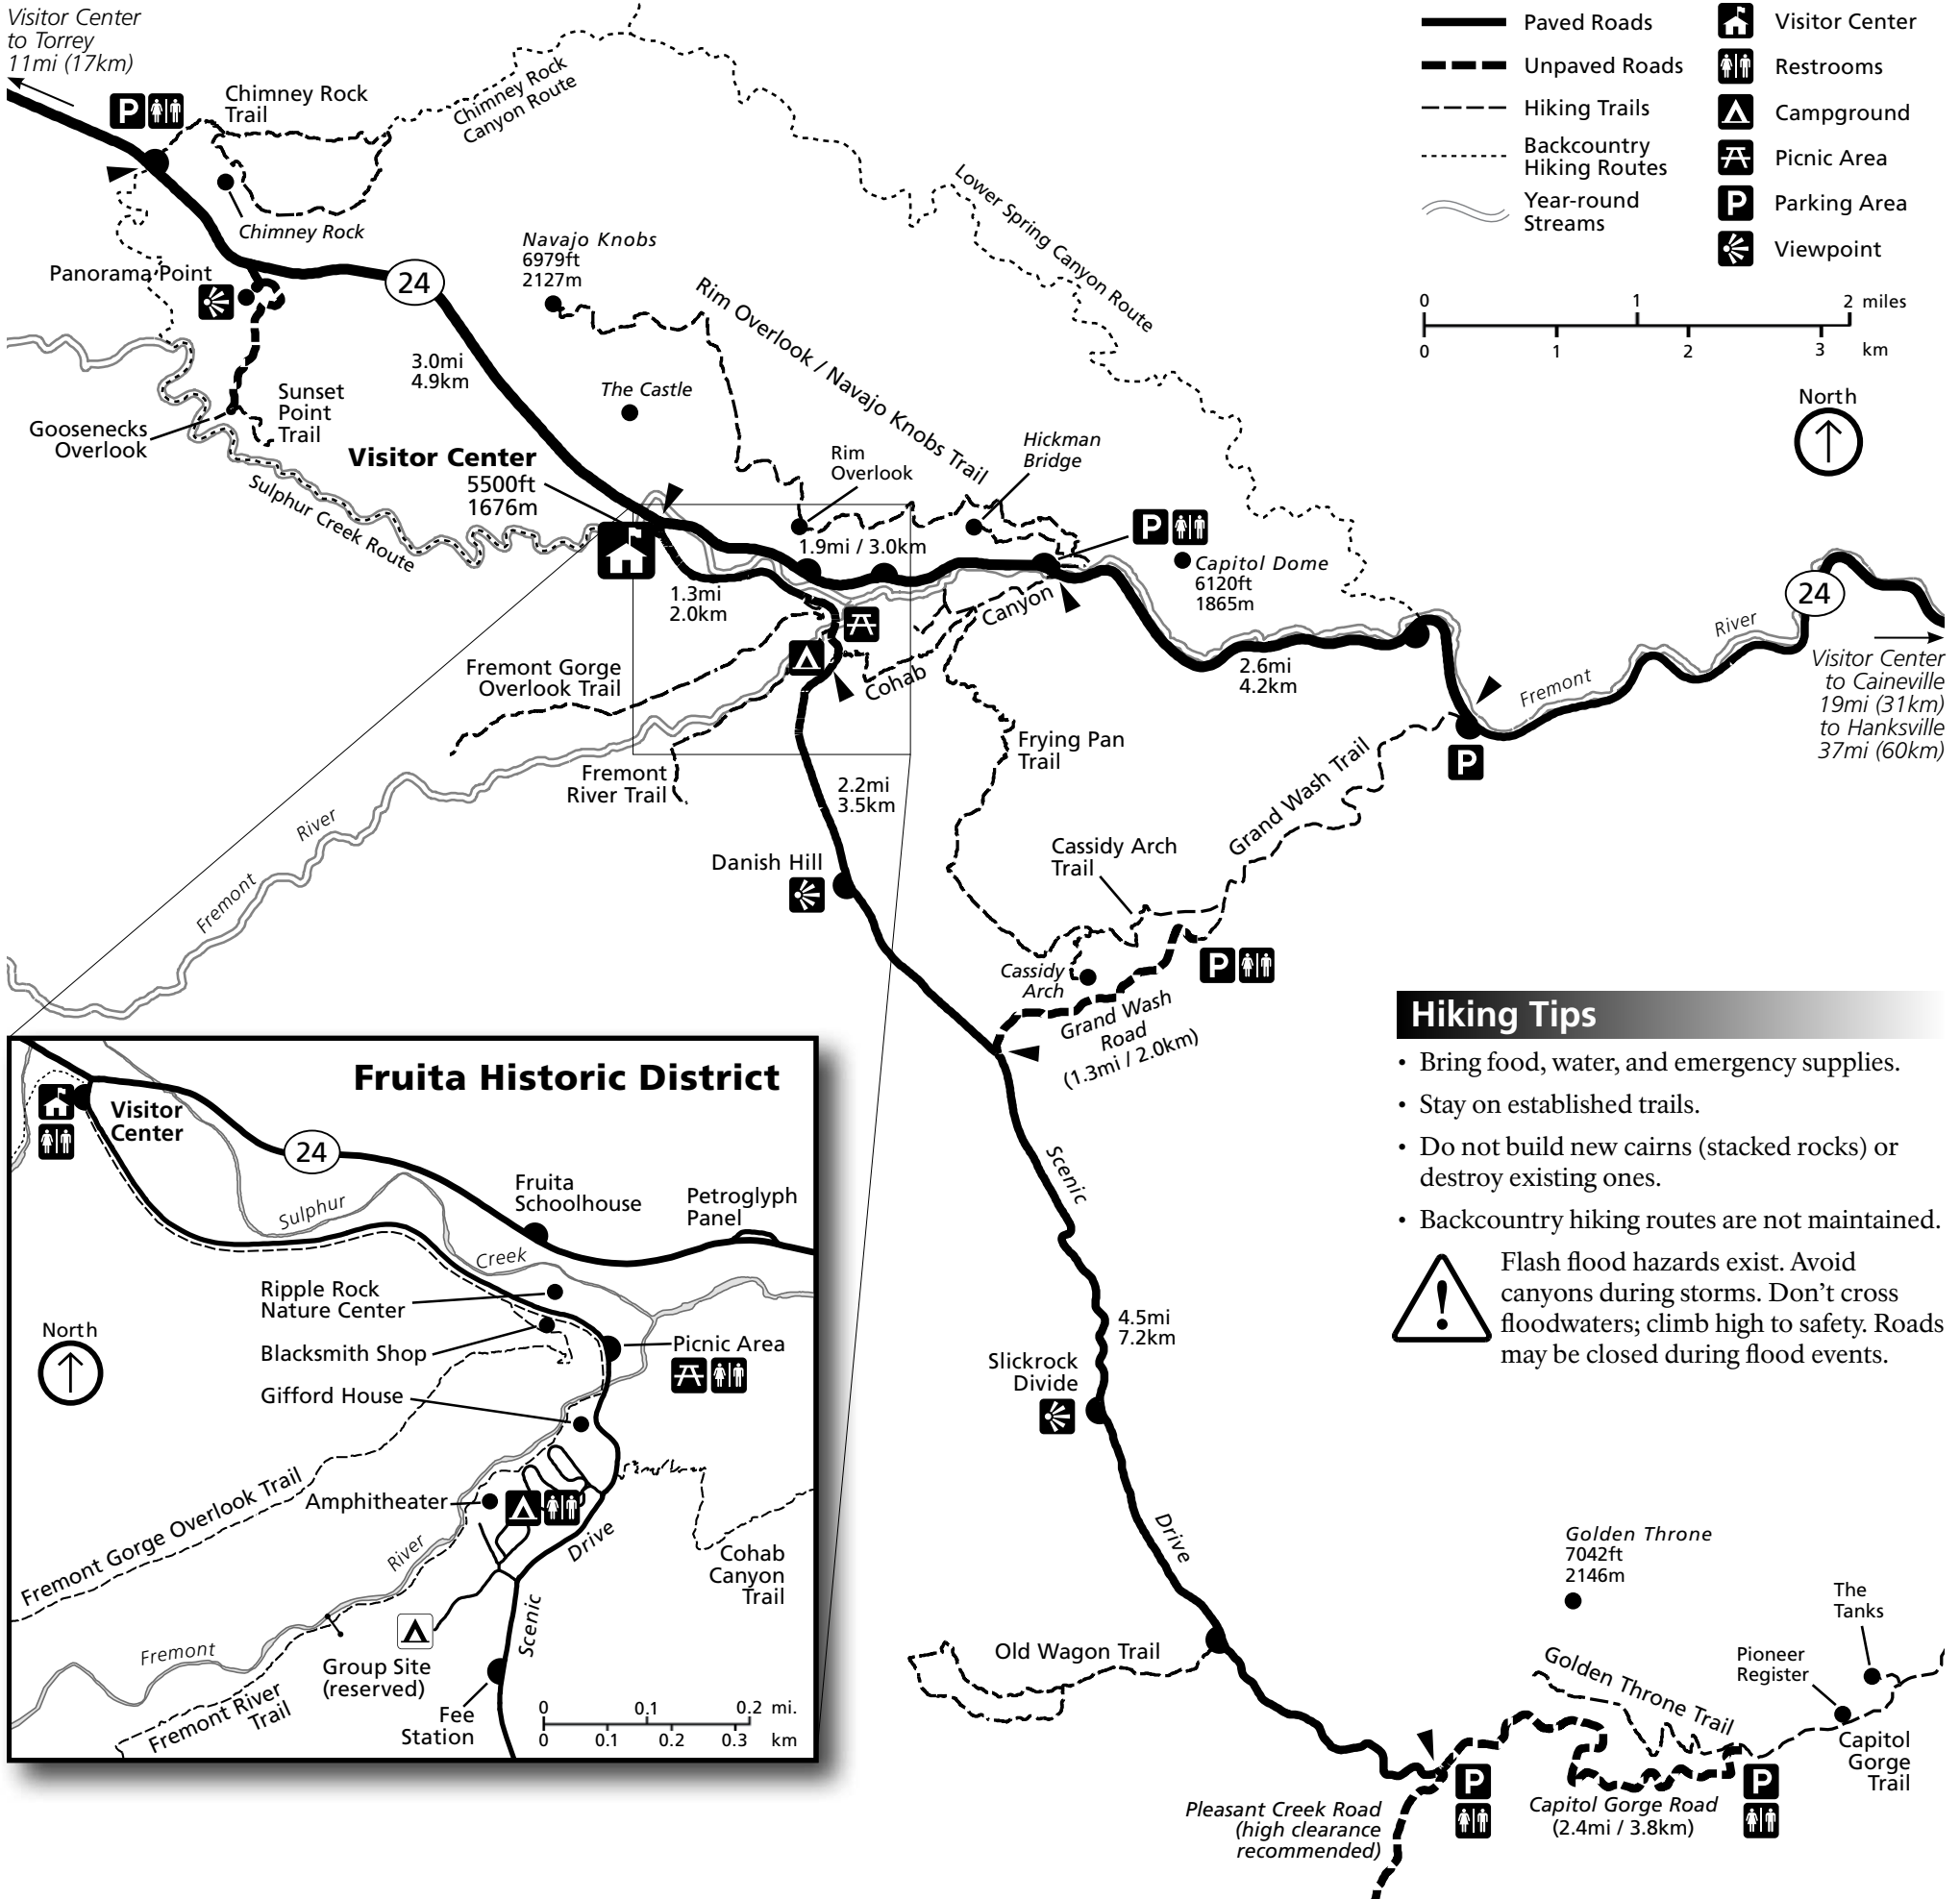 Visitor Center
to Torrey
11mi (17km)
Chimney Rock
Trail
Chimney Rock
Canyon Route
Chimney Rock
Panorama Point
24
Navajo Knobs
6979ft
2127m
Rim Overlook / Navajo Knobs Trail
Lower Spring Canyon Route
3.0mi
4.9km
The Castle
Sunset
Point
Trail
Goosenecks
Overlook
Sulphur Creek Route
Visitor Center
5500ft
1676m
Rim
Overlook
Hickman
Bridge
1.9mi / 3.0km
Capitol Dome
6120ft
1865m
1.3mi
2.0km
Canyon
Cohab
Fremont Gorge
Overlook Trail
Fremont
River Trail
2.6mi
4.2km
Fremont
River
24
Visitor Center
to Caineville
19mi (31km)
to Hanksville
37mi (60km)
Frying Pan
Trail
Grand Wash Trail
2.2mi
3.5km
Fremont
River
Danish Hill
Cassidy Arch
Trail
Cassidy
Arch
Grand Wash
Road
(1.3mi / 2.0km)
Scenic
4.5mi
7.2km
Slickrock
Divide
Drive
Old Wagon Trail
Golden Throne
7042ft
2146m
The
Tanks
Pioneer
Register
Golden Throne Trail
Capitol
Gorge
Trail
Capitol Gorge Road
(2.4mi / 3.8km)
Pleasant Creek Road
(high clearance
recommended)
P
P
P
P
P
P
Paved Roads
Unpaved Roads
Hiking Trails
Backcountry
Hiking Routes
Year-round
Streams
Visitor Center
Restrooms
Campground
Picnic Area
P
Parking Area
Viewpoint
0 1 2 miles
0 1 2 3 km
North
Hiking Tips
• Bring food, water, and emergency supplies.
• Stay on established trails.
• Do not build new cairns (stacked rocks) or
destroy existing ones.
• Backcountry hiking routes are not maintained.
!
Flash flood hazards exist. Avoid
canyons during storms. Don't cross
floodwaters; climb high to safety. Roads
may be closed during flood events.
Fruita Historic District
Visitor
Center
24
Sulphur
Creek
Fruita
Schoolhouse
Petroglyph
Panel
Ripple Rock
Nature Center
North
Blacksmith Shop
Picnic Area
Gifford House
Fremont Gorge Overlook Trail
Amphitheater
River
Drive
Cohab
Canyon
Trail
Fremont
Scenic
Group Site
(reserved)
Fremont River
Trail
Fee
Station
0 0.1 0.2 mi.
0 0.1 0.2 0.3 km